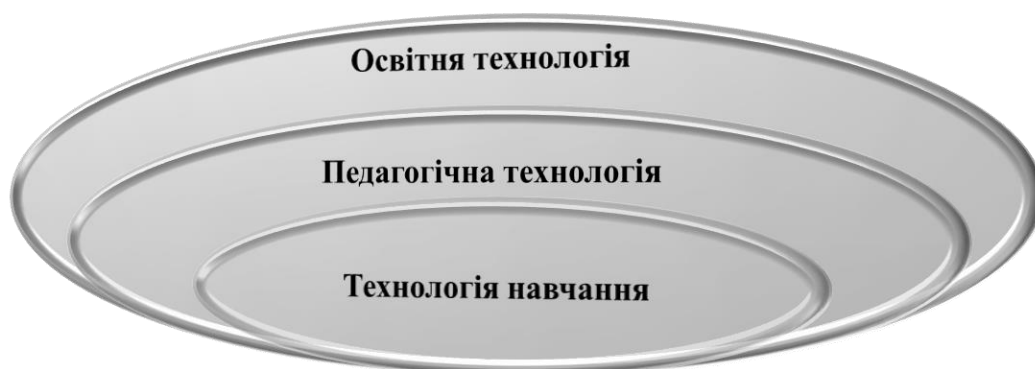 Освітня технологія
Педагогічна технологія
Технологія навчання